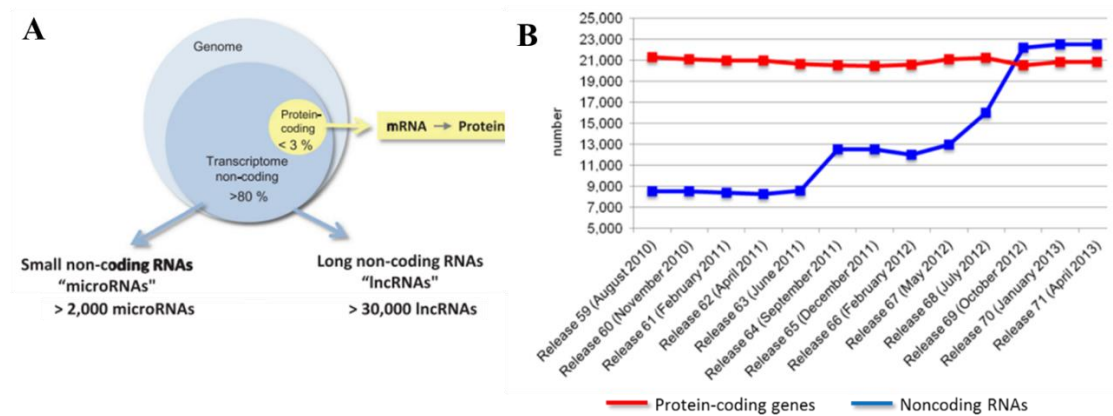 A
Genome
Protein-
coding
< 3 %
mRNA → Protein
Transcriptome
non-coding
>80 %
Small non-coding RNAs
"microRNAs"
> 2,000 microRNAs
Long non-coding RNAs
"lncRNAs"
> 30,000 lncRNAs
B
number
25,000
23,000
21,000
19,000
17,000
15,000
13,000
11,000
9,000
7,000
5,000
Release 59 (August 2010)
Release 60 (November 2010)
Release 61 (February 2011)
Release 62 (April 2011)
Release 63 (June 2011)
Release 64 (September 2011)
Release 65 (December 2011)
Release 66 (February 2012)
Release 67 (May 2012)
Release 68 (July 2012)
Release 69 (October 2012)
Release 70 (January 2013)
Release 71 (April 2013)
Protein-coding genes
Noncoding RNAs